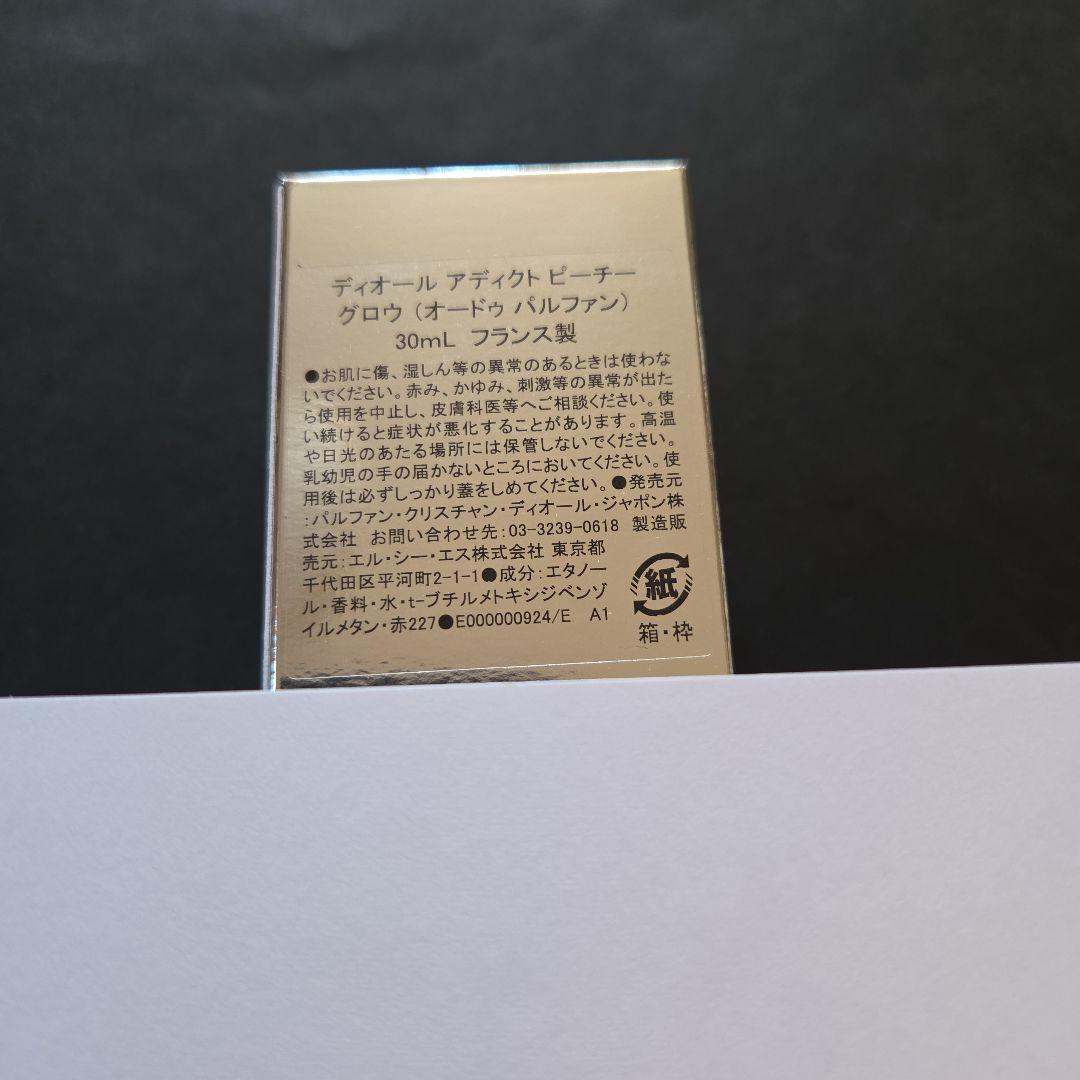 ディオール アディクト ピーチー
グロウ（オードゥ パルファン）
30mL フランス製
●お肌に傷、湿しん等の異常のあるときは使わな
いでください。赤み、かゆみ、刺激等の異常が出た
ら使用を中止し、皮膚科医等へご相談ください。使
い続けると症状が悪化することがあります。高温
や日光のあたる場所には保管しないでください。
乳幼児の手の届かないところにおいてください。使
用後は必ずしっかり蓋をしめてください。●発売元
:パルファン・クリスチャン・ディオール・ジャポン株
式会社 お問い合わせ先:03-3239-0618 製造販
売元:エル・シー・エス株式会社 東京都
千代田区平河町2-1-1●成分:エタノー
ル・香料・水・t-ブチルメトキシジベンゾ
イルメタン・赤227●E000000924/E A1
紙
箱・枠